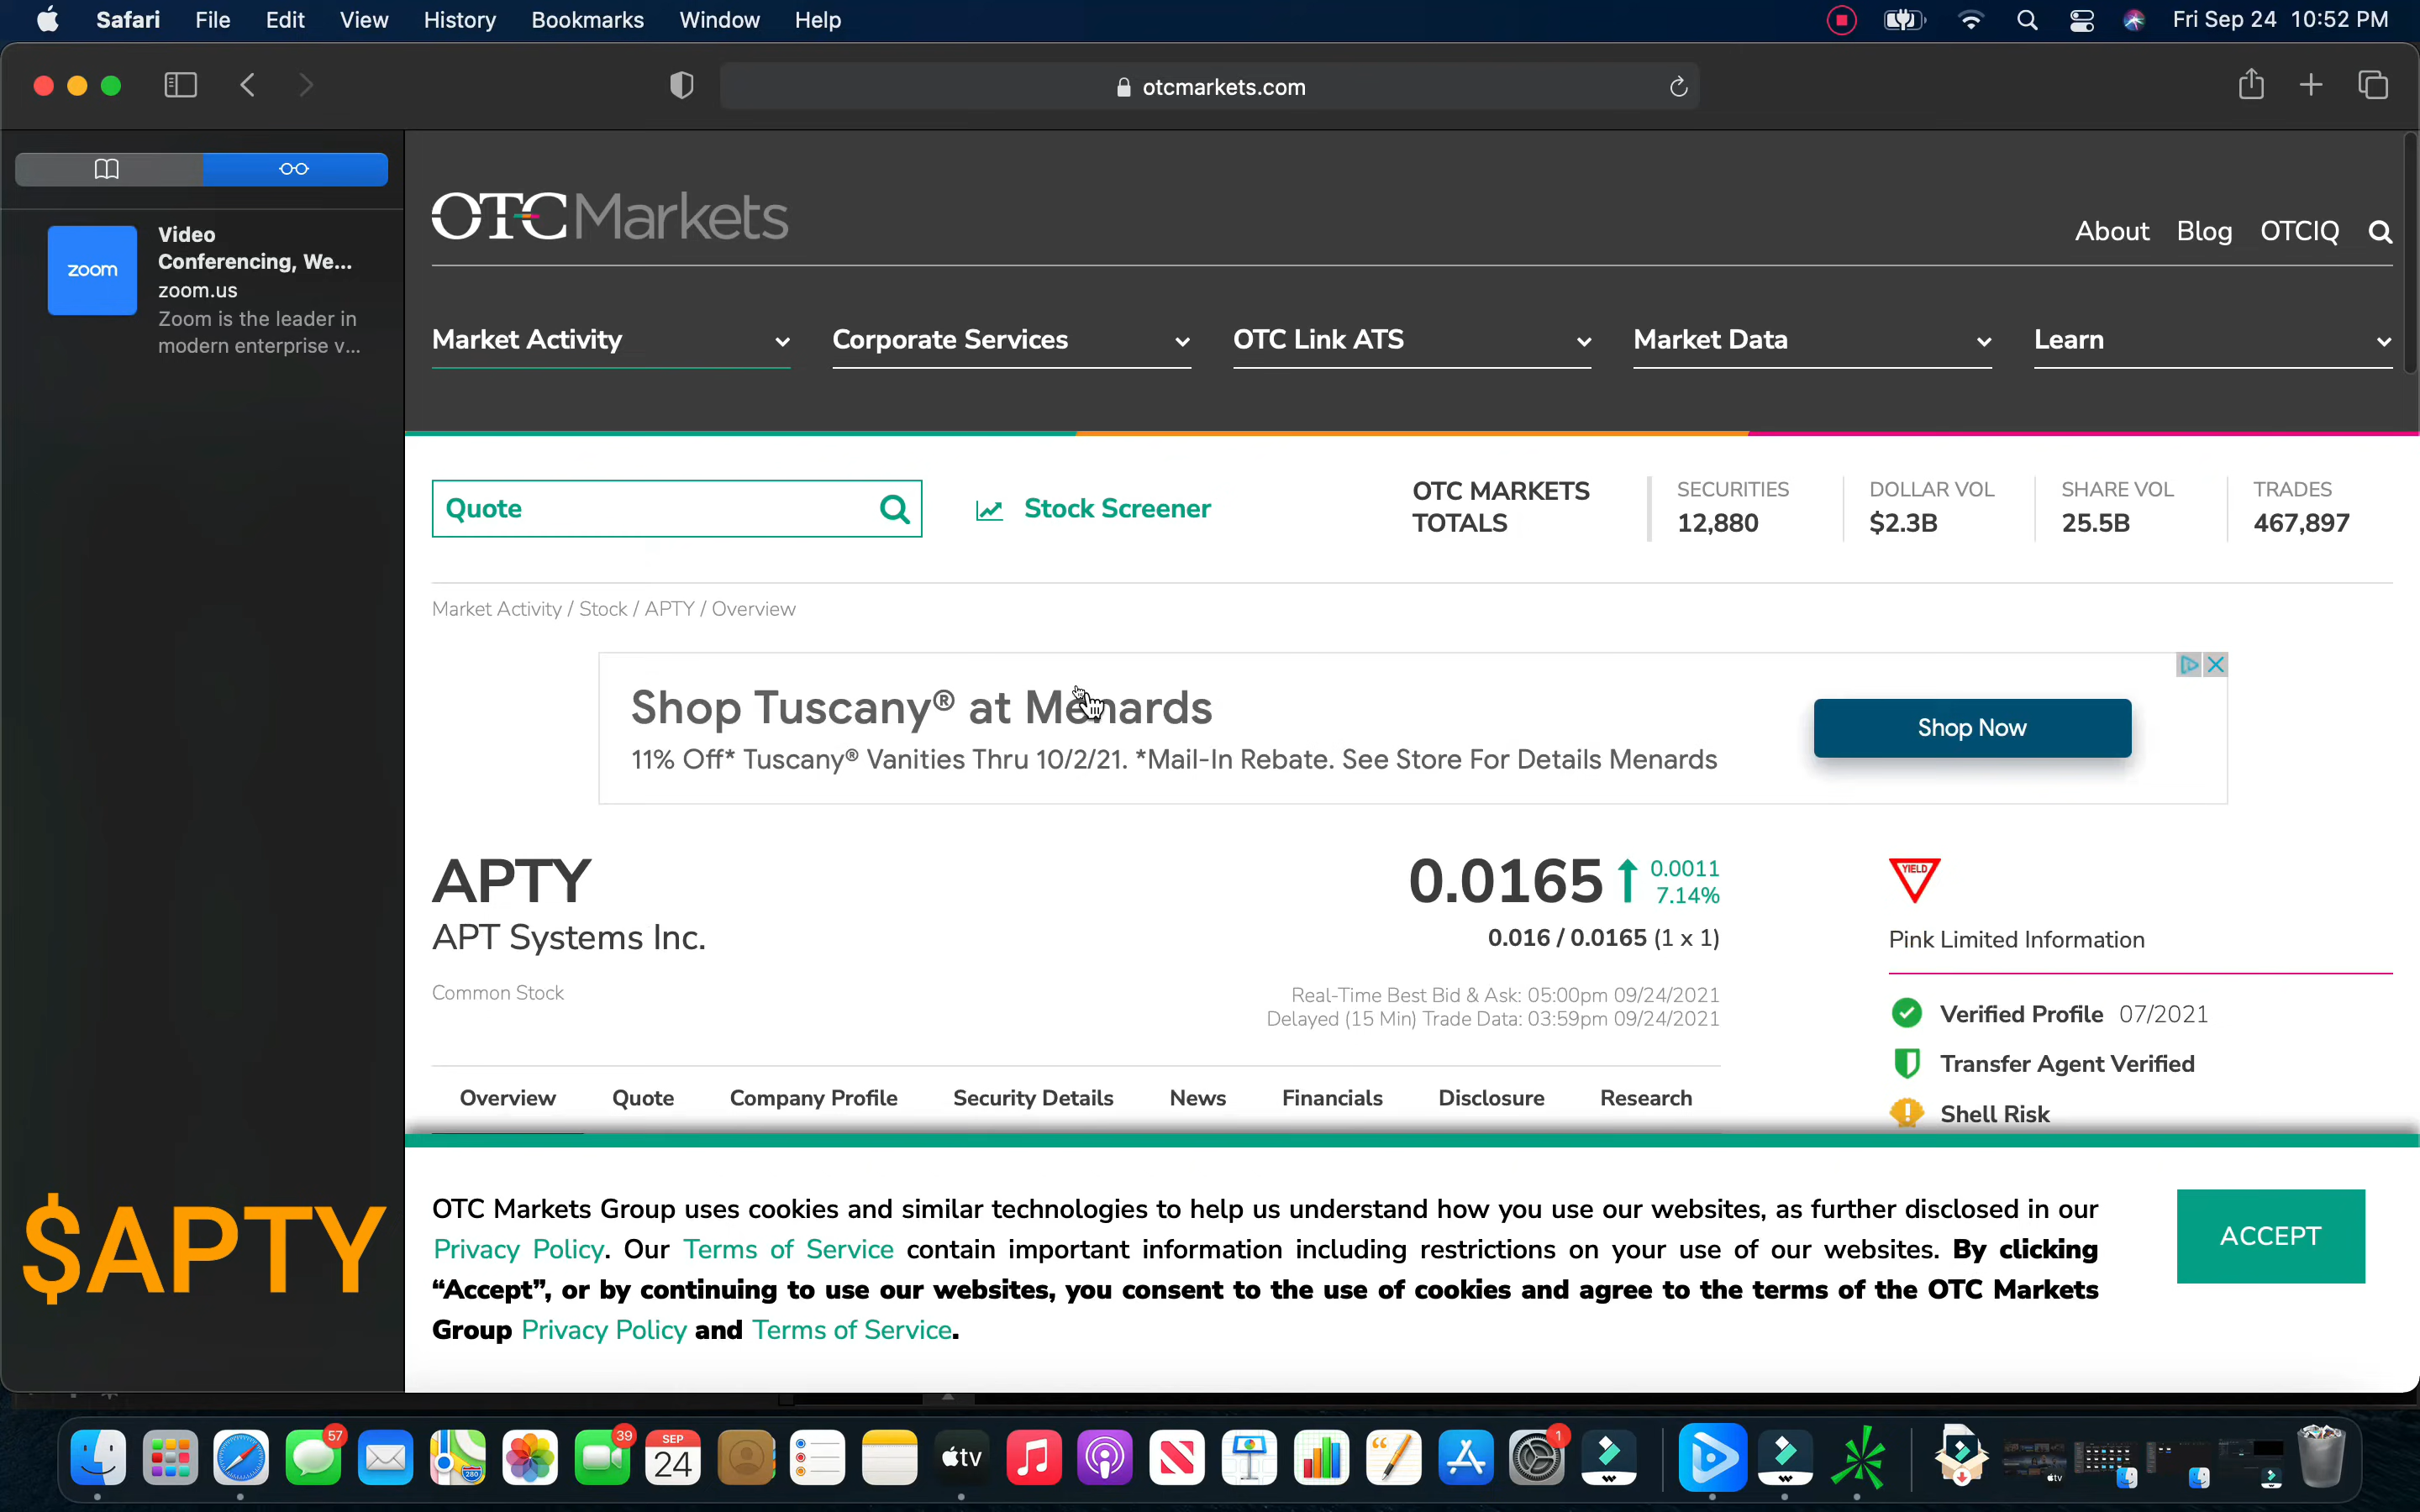 Safari File Edit View History Bookmarks Window Help Fri Sep 24 10:52 PM
otcmarkets.com
zoom
Video
Conferencing, We...
zoom.us
Zoom is the leader in
modern enterprise v...
OTC Markets
About Blog OTCIQ
Market Activity Corporate Services OTC Link ATS Market Data Learn
Quote
Stock Screener
OTC MARKETS
TOTALS
SECURITIES
12,880
DOLLAR VOL
$2.3B
SHARE VOL
25.5B
TRADES
467,897
Market Activity / Stock / APTY / Overview
Shop Tuscany® at Menards
11% Off* Tuscany® Vanities Thru 10/2/21. *Mail-In Rebate. See Store For Details Menards
Shop Now
APTY
APT Systems Inc.
Common Stock
0.0165 0.0011
7.14%
0.016 / 0.0165 (1 x 1)
Real-Time Best Bid & Ask: 05:00pm 09/24/2021
Delayed (15 Min) Trade Data: 03:59pm 09/24/2021
YIELD
Pink Limited Information
Verified Profile 07/2021
Transfer Agent Verified
Shell Risk
Overview Quote Company Profile Security Details News Financials Disclosure Research
$APTY
OTC Markets Group uses cookies and similar technologies to help us understand how you use our websites, as further disclosed in our
Privacy Policy. Our Terms of Service contain important information including restrictions on your use of our websites. By clicking
“Accept”, or by continuing to use our websites, you consent to the use of cookies and agree to the terms of the OTC Markets
Group Privacy Policy and Terms of Service.
ACCEPT
57
280
39
SEP
24
tv
1